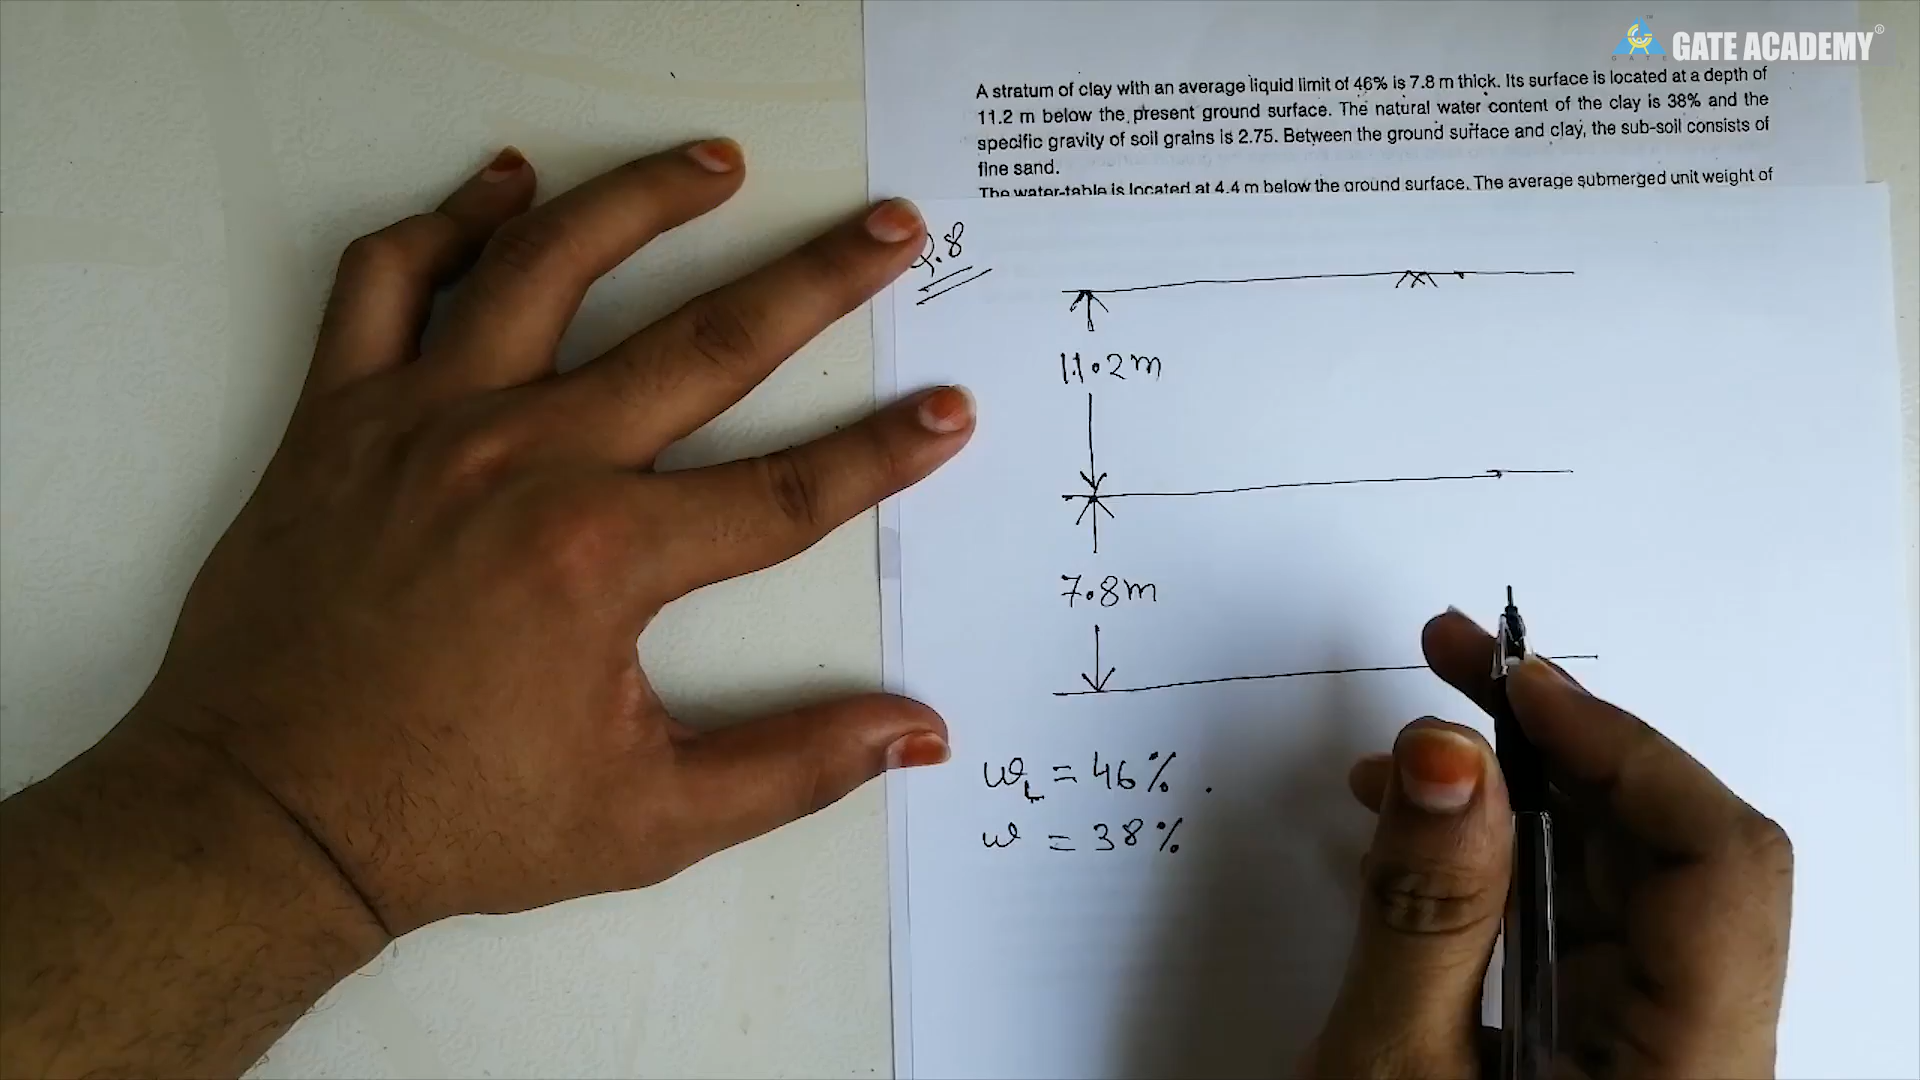 GATE ACADEMY®
A stratum of clay with an average liquid limit of 46% is 7.8 m thick. Its surface is located at a depth of
11.2 m below the present ground surface. The natural water content of the clay is 38% and the
specific gravity of soil grains is 2.75. Between the ground surface and clay, the sub-soil consists of
fine sand.
The water-table is located at 4.4 m below the ground surface. The average submerged unit weight of
.8
11.2m
7.8m
wL = 46%
w = 38%